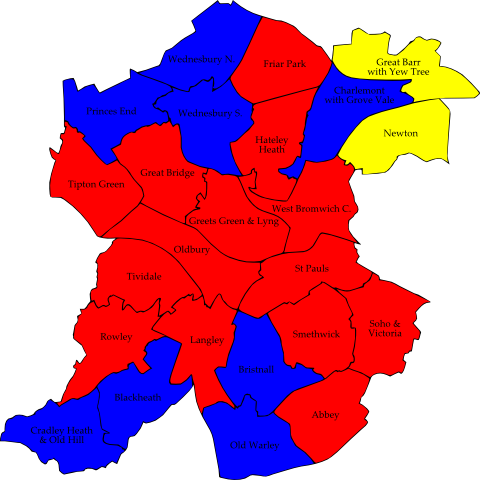 Wednesbury N.
Friar Park
Great Barr
with Yew Tree
Charlemont
with Grove Vale
Princes End
Wednesbury S.
Newton
Hateley
Heath
Great Bridge
Tipton Green
West Bromwich C.
Greets Green & Lyng
Oldbury
St Pauls
Tividale
Soho &
Victoria
Rowley
Langley
Smethwick
Bristnall
Blackheath
Abbey
Cradley Heath
& Old Hill
Old Warley